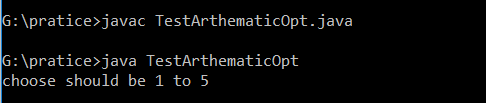 G:\pratice>javac TestArthematicOpt.java
G:\pratice>java TestArthematicOpt
choose should be 1 to 5